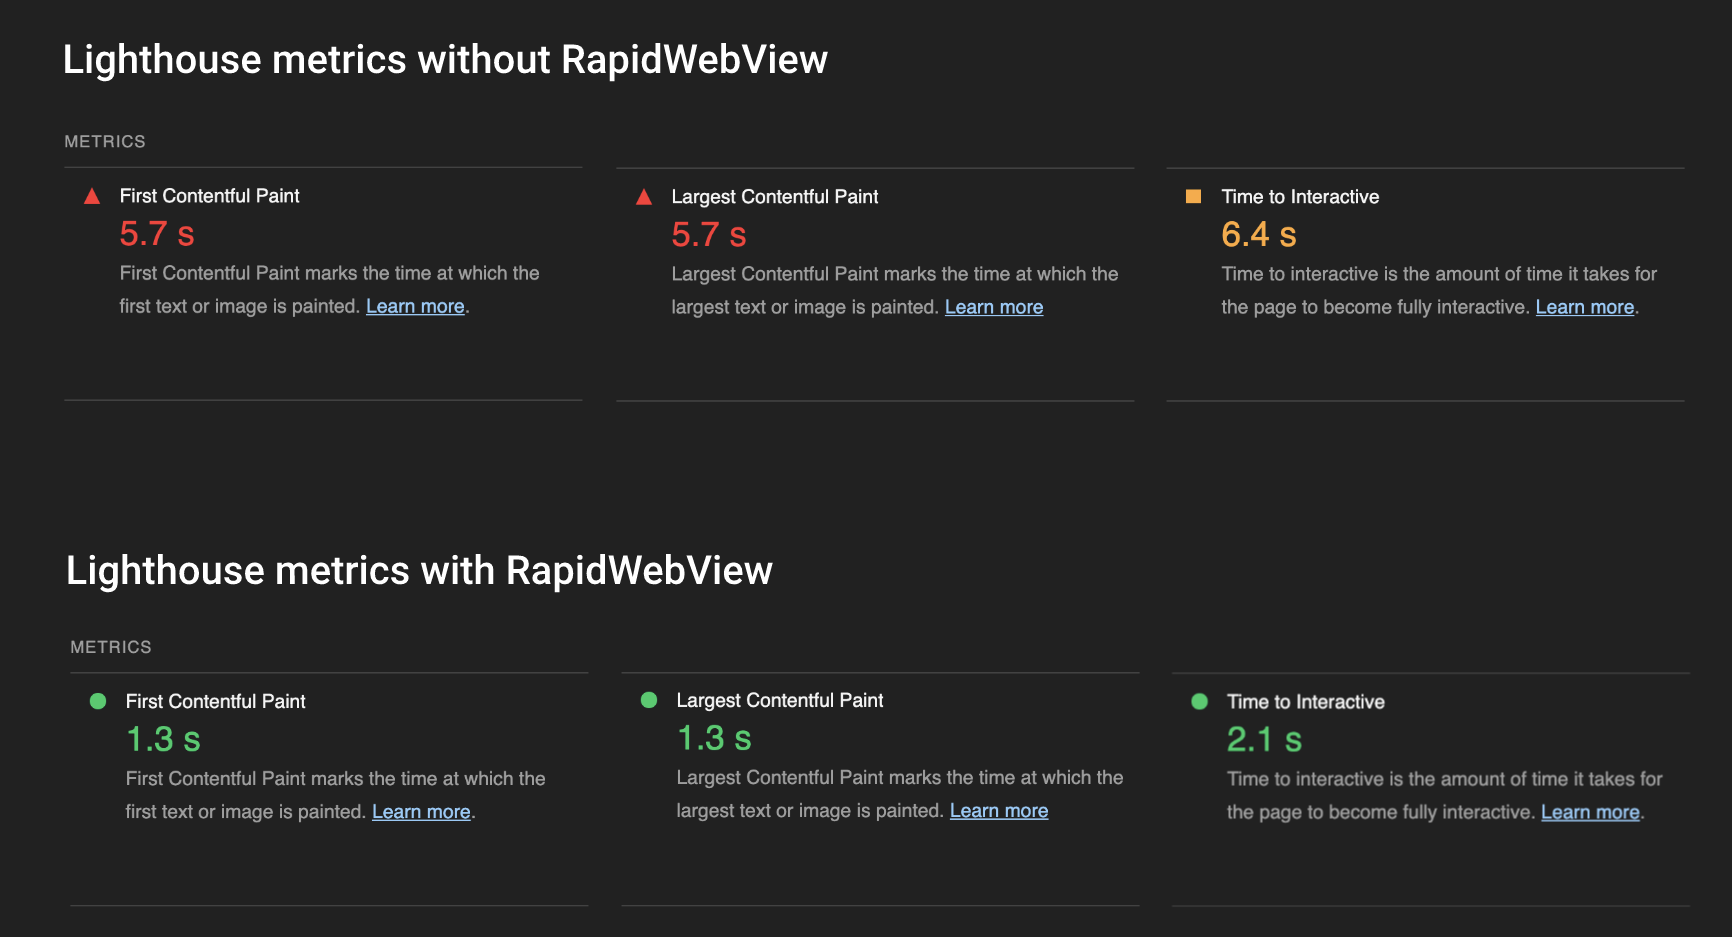 Lighthouse metrics without RapidWebView
METRICS
First Contentful Paint
5.7 s
First Contentful Paint marks the time at which the
first text or image is painted. Learn more.
Largest Contentful Paint
5.7 s
Largest Contentful Paint marks the time at which the
largest text or image is painted. Learn more
Time to Interactive
6.4 s
Time to interactive is the amount of time it takes for
the page to become fully interactive. Learn more.
Lighthouse metrics with RapidWebView
METRICS
First Contentful Paint
1.3 s
First Contentful Paint marks the time at which the
first text or image is painted. Learn more.
Largest Contentful Paint
1.3 s
Largest Contentful Paint marks the time at which the
largest text or image is painted. Learn more
Time to Interactive
2.1 s
Time to interactive is the amount of time it takes for
the page to become fully interactive. Learn more.